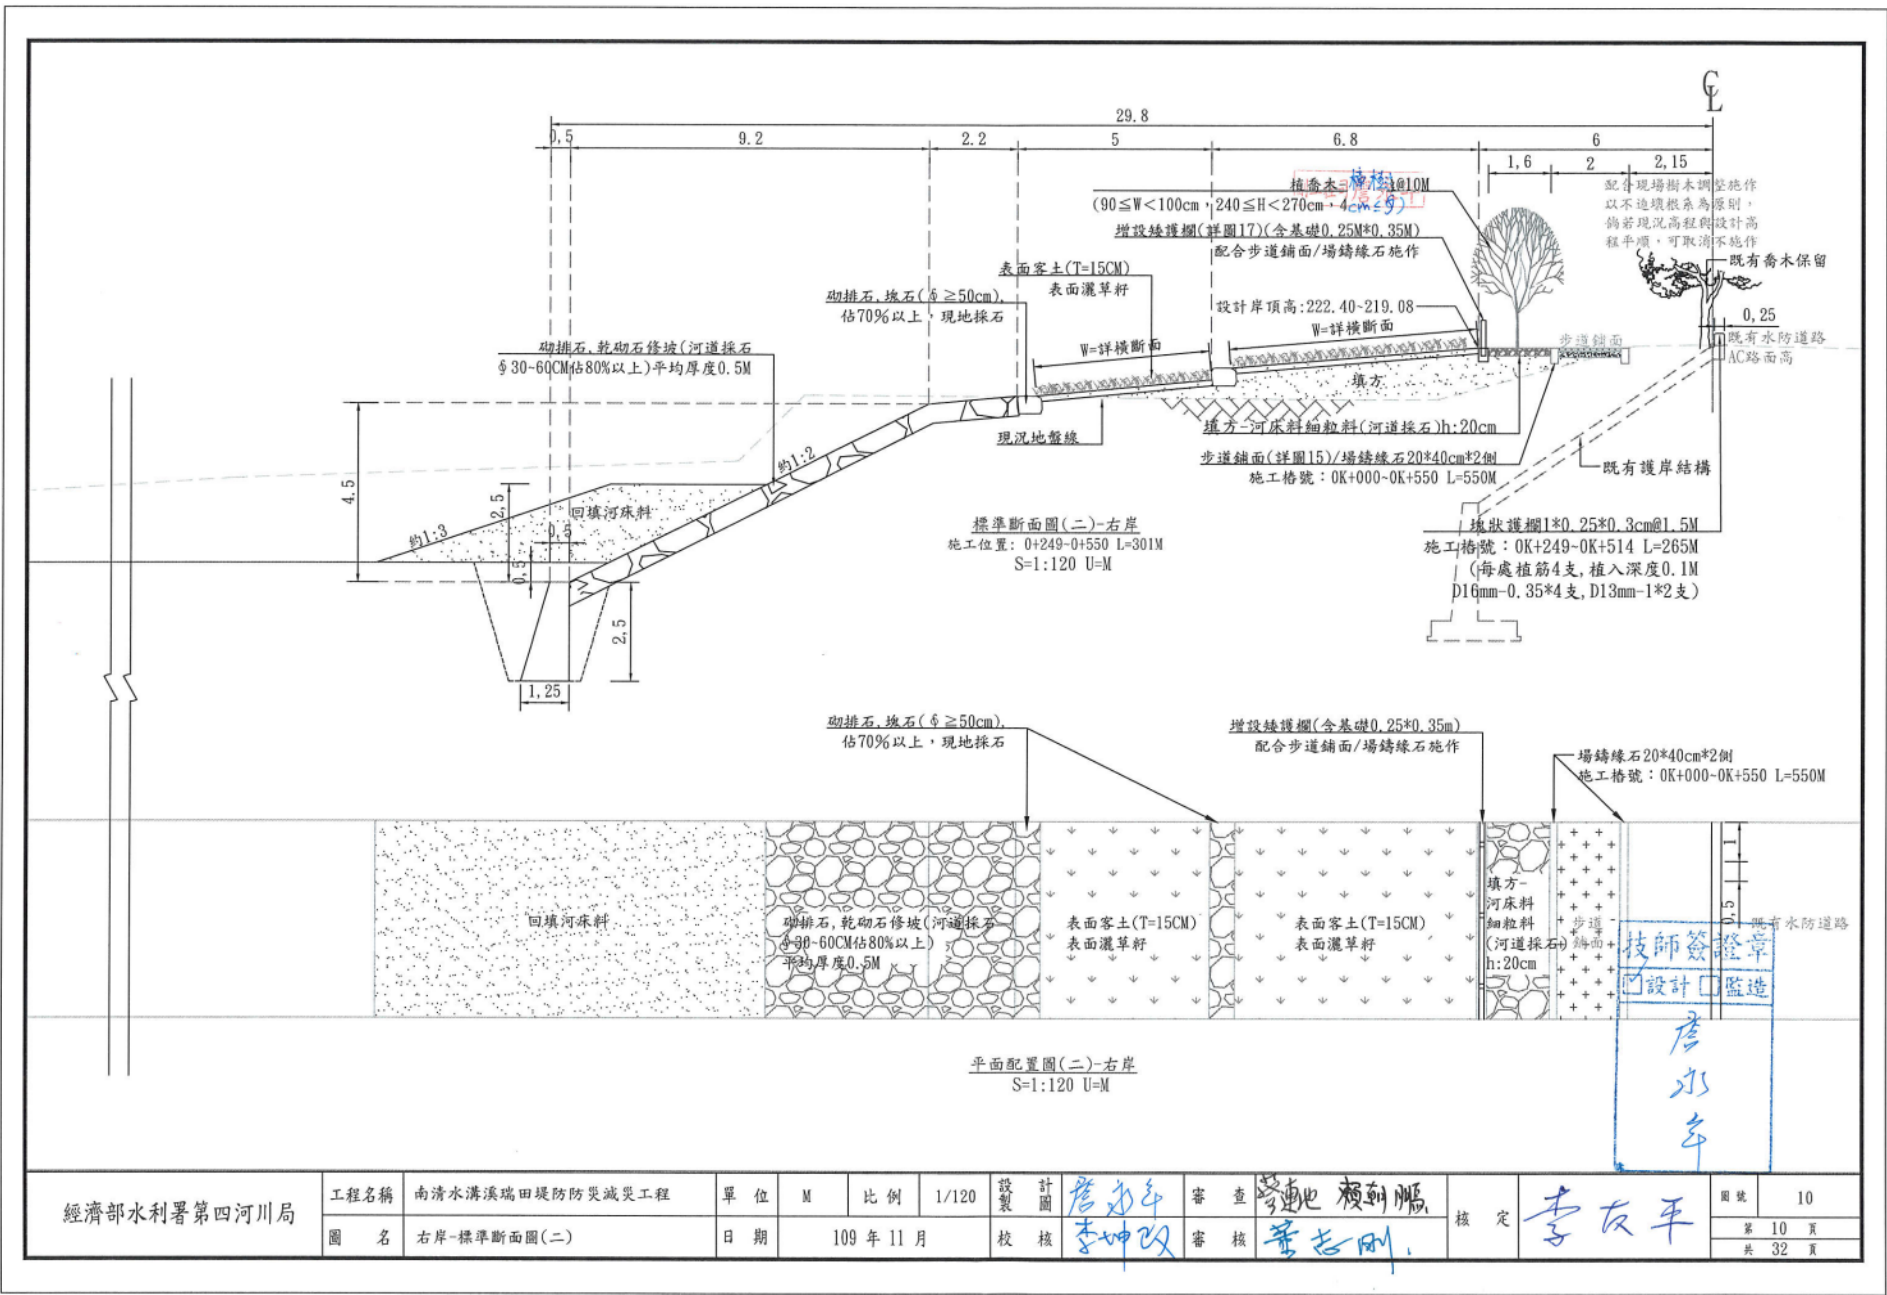 29.8
0,5
9.2
2.2
5
6.8
6
1,6
2
2,15
植喬木
@10M
(90≦W<100cm，240≦H<270cm，4cm≦φ)
增設矮護欄(詳圖17)(含基礎0.25M*0.35M)
配合步道鋪面/場鑄緣石施作
配合現場樹木調整施作
以不造壞根系為原則，
倘若現況高程與設計高
程平順，可取消不施作
既有喬木保留
0,25
既有水防道路
AC路面高
表面客土(T=15CM)
表面灑草籽
砌排石,塊石(φ≥50cm),
佔70%以上，現地採石
設計岸頂高:222.40~219.08
W=詳橫斷面
W=詳橫斷面
步道鋪面
砌排石,乾砌石修坡(河道採石
φ30~60CM佔80%以上)平均厚度0.5M
填方
現況地盤線
填方-河床料細粒料(河道採石)h:20cm
步道鋪面(詳圖15)/場鑄緣石20*40cm*2側
施工樁號：0K+000~0K+550 L=550M
既有護岸結構
約1:2
4.5
2,5
回填河床料
約1:3
0.5
0,5
2,5
1,25
標準斷面圖(二)-右岸
施工位置: 0+249-0+550 L=301M
S=1:120 U=M
塊狀護欄1*0.25*0.3cm@1.5M
施工樁號：0K+249~0K+514 L=265M
(每處植筋4支,植入深度0.1M
D16mm-0.35*4支,D13mm-1*2支)
砌排石,塊石(φ≥50cm),
佔70%以上，現地採石
增設矮護欄(含基礎0.25*0.35m)
配合步道鋪面/場鑄緣石施作
場鑄緣石20*40cm*2側
施工樁號：0K+000~0K+550 L=550M
回填河床料
砌排石,乾砌石修坡(河道採石
φ30~60CM佔80%以上)
平均厚度0.5M
表面客土(T=15CM)
表面灑草籽
表面客土(T=15CM)
表面灑草籽
填方-
河床料
細粒料
(河道採石)
h:20cm
步道
鋪面
1
0,5
既有水防道路
技師簽證章
☑設計 □監造
平面配置圖(二)-右岸
S=1:120 U=M
經濟部水利署第四河川局
工程名稱 南清水溝溪瑞田堤防防災減災工程
單位 M 比例 1/120
設計
製圖
審查
核定
李友平
圖號 10
圖名 右岸-標準斷面圖(二)
日期 109 年 11 月
校核
審核
第 10 頁
共 32 頁